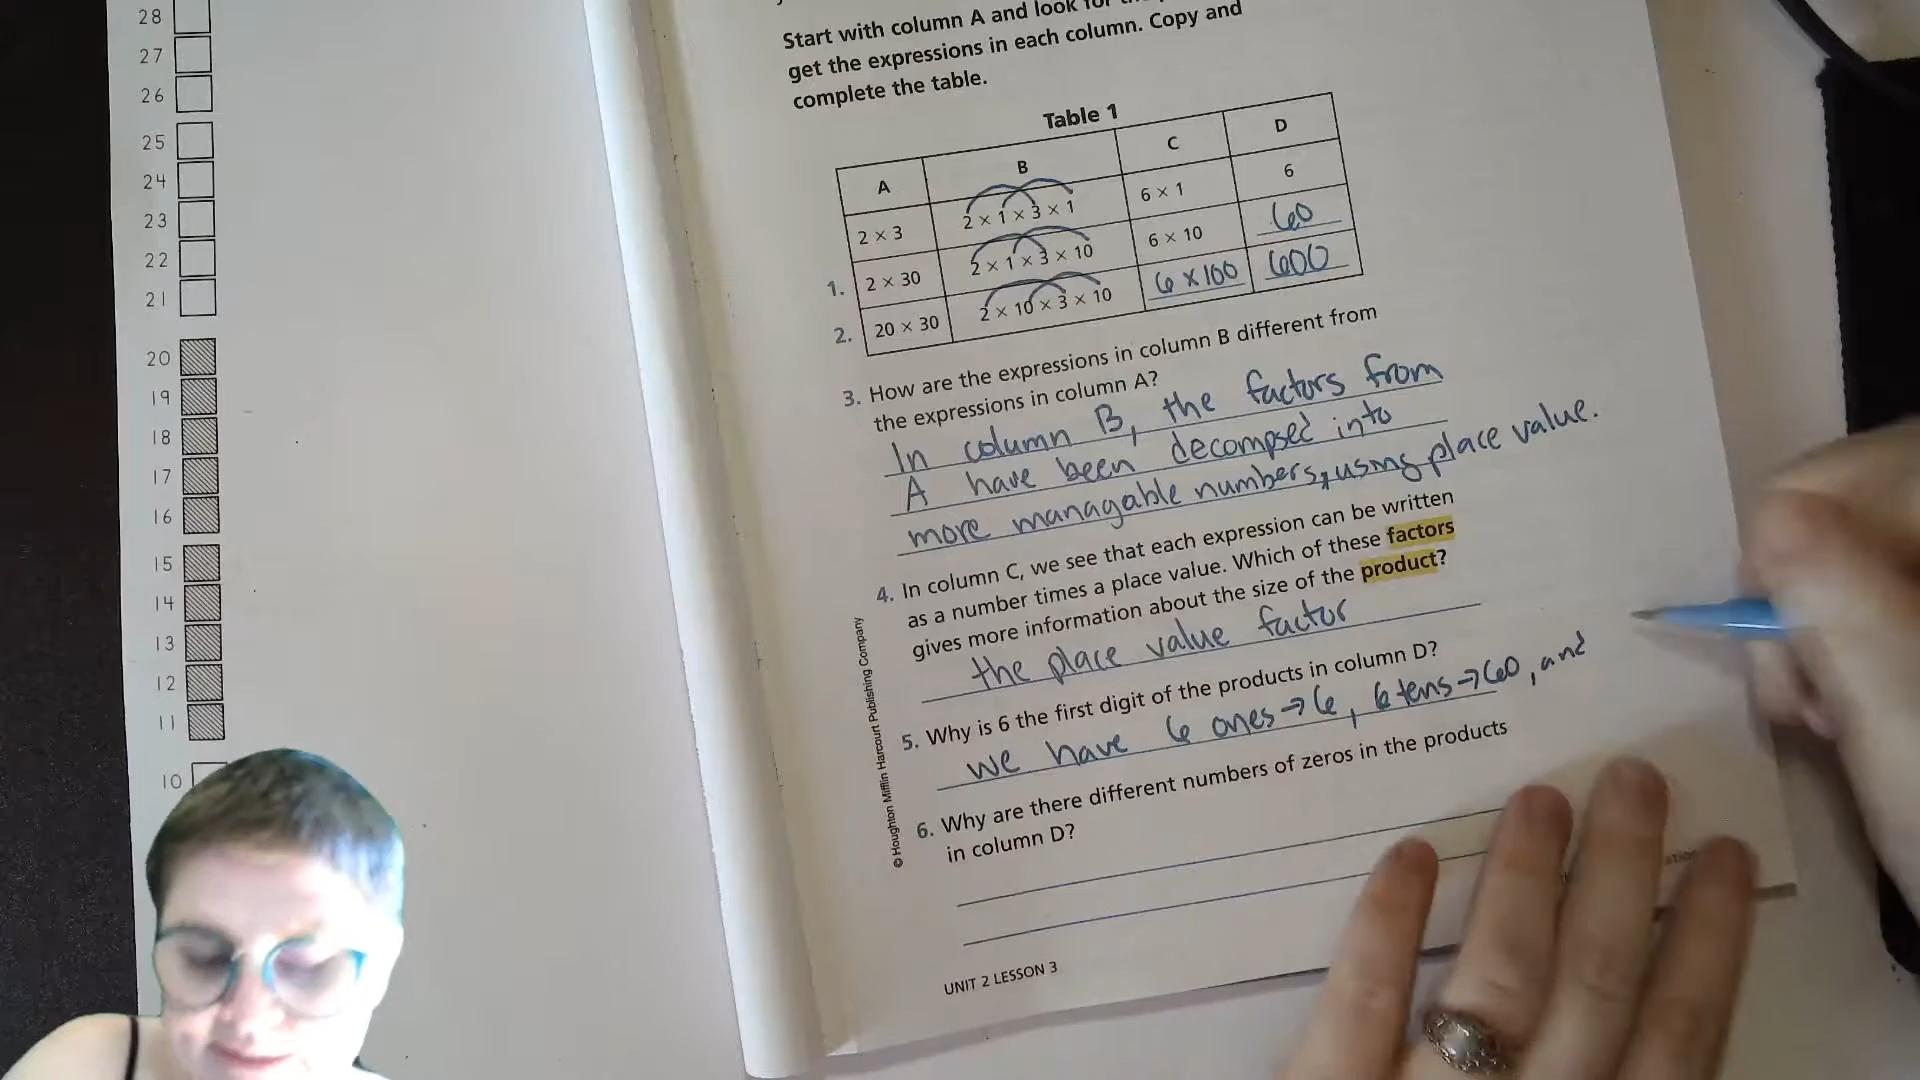 28
27
26
25
24
23
22
21
20
19
18
17
16
15
14
13
12
11
10
Start with column A and look for
get the expressions in each column. Copy and
complete the table.
Table 1
A B C D
2 × 3 2 × 1 × 3 × 1 6 × 1 6
1. 2 × 30 2 × 1 × 3 × 10 6 × 10 60
2. 20 × 30 2 × 10 × 3 × 10 6 × 100 600
3. How are the expressions in column B different from
the expressions in column A?
In column B, the factors from
A have been decompsed into
more managable numbers, using place value.
4. In column C, we see that each expression can be written
as a number times a place value. Which of these factors
gives more information about the size of the product?
the place value factor
5. Why is 6 the first digit of the products in column D?
we have 6 ones → 6, 6 tens → 60, and
6. Why are there different numbers of zeros in the products
in column D?
© Houghton Mifflin Harcourt Publishing Company
UNIT 2 LESSON 3